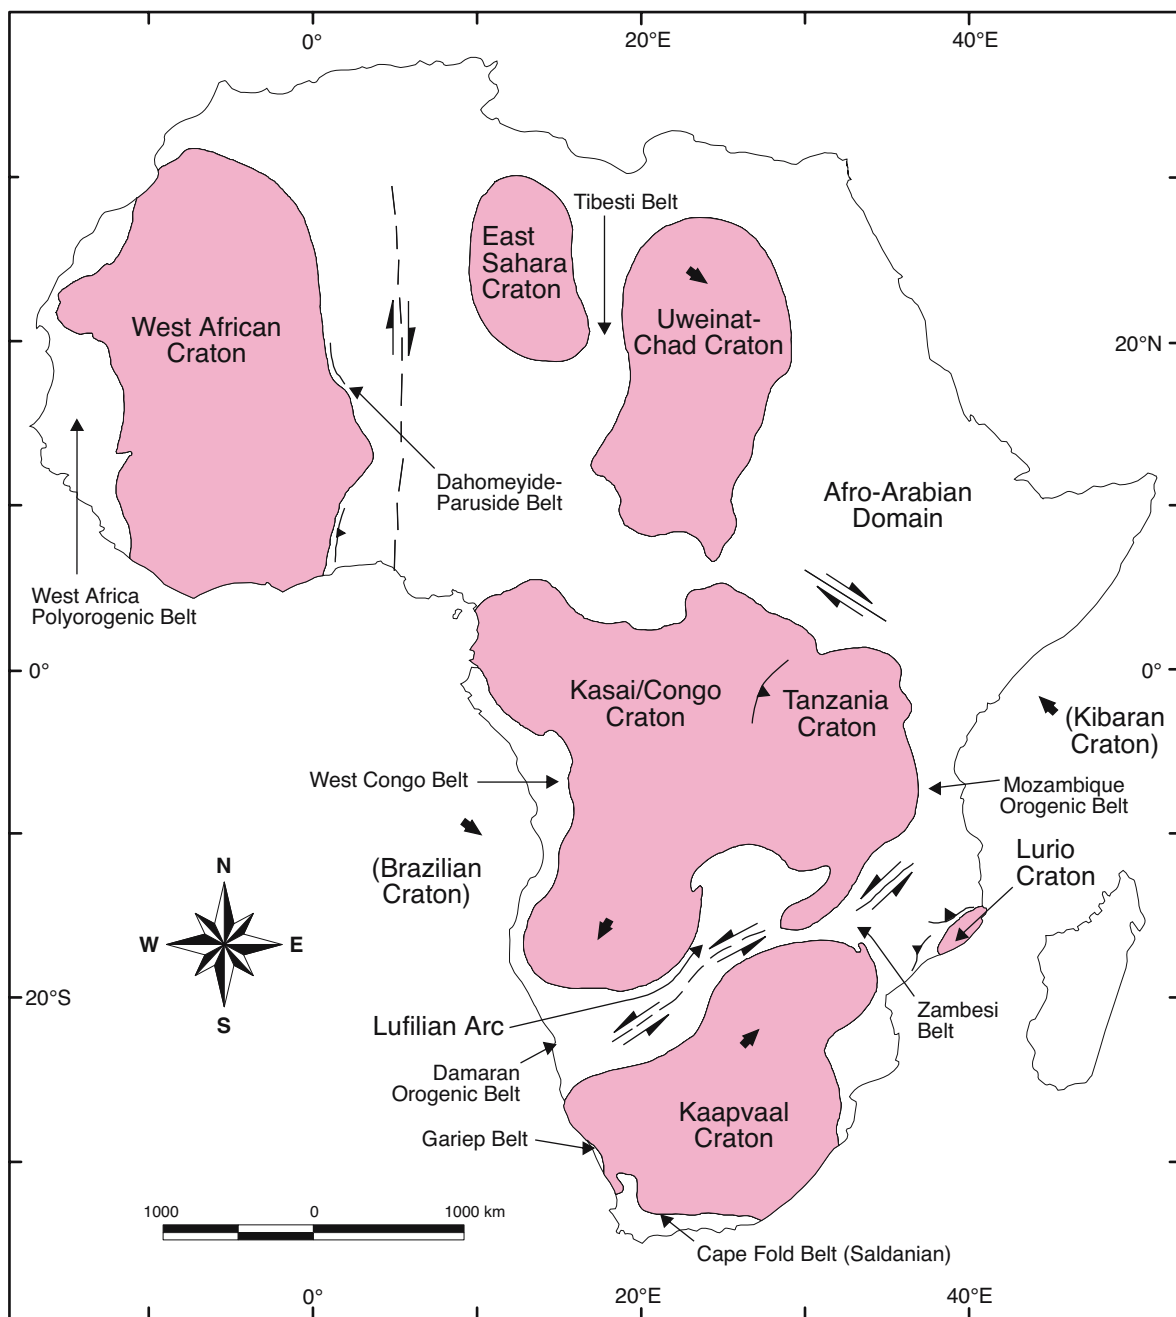 0°
20°E
40°E
Tibesti Belt
East
Sahara
Craton
West African
Craton
Uweinat-
Chad Craton
20°N
Dahomeyide-
Paruside Belt
Afro-Arabian
Domain
West Africa
Polyorogenic Belt
0°
0°
Kasai/Congo
Craton
Tanzania
Craton
(Kibaran
Craton)
West Congo Belt
Mozambique
Orogenic Belt
(Brazilian
Craton)
Lurio
Craton
N
W
E
S
20°S
Lufilian Arc
Zambesi
Belt
Damaran
Orogenic Belt
Kaapvaal
Craton
Gariep Belt
1000
0
1000 km
Cape Fold Belt (Saldanian)
0°
20°E
40°E